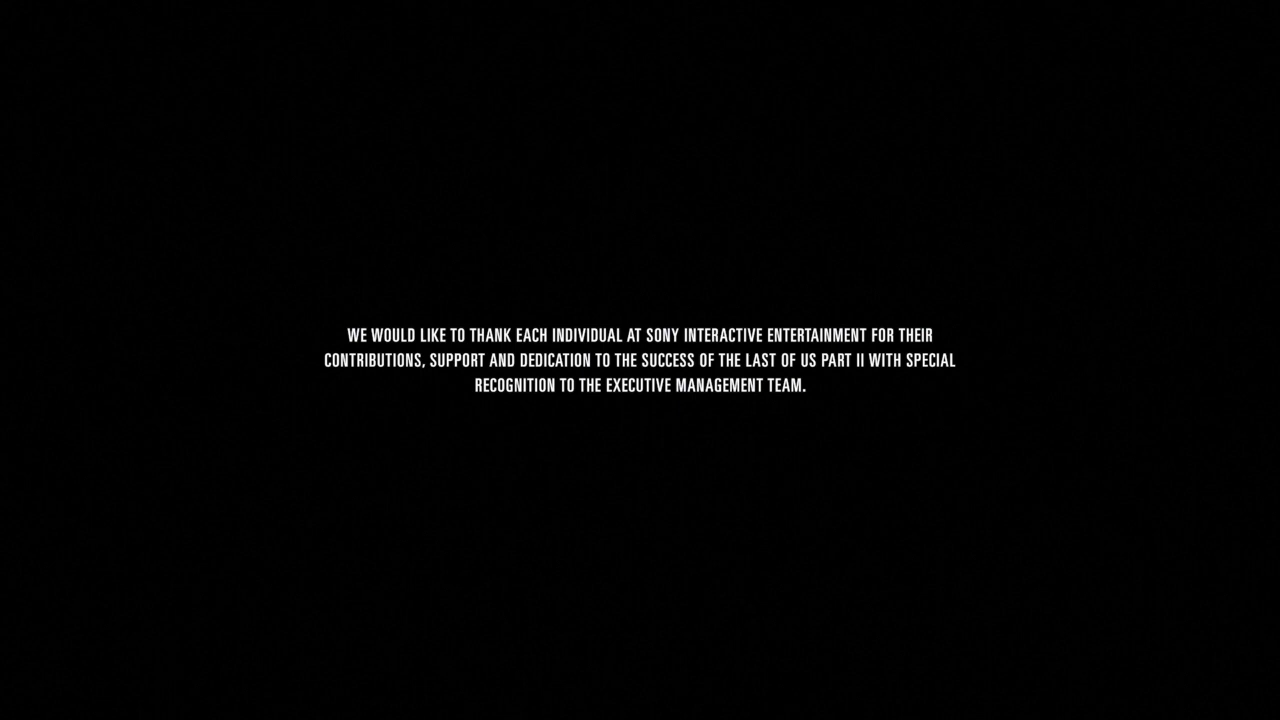 WE WOULD LIKE TO THANK EACH INDIVIDUAL AT SONY INTERACTIVE ENTERTAINMENT FOR THEIR
CONTRIBUTIONS, SUPPORT AND DEDICATION TO THE SUCCESS OF THE LAST OF US PART II WITH SPECIAL
RECOGNITION TO THE EXECUTIVE MANAGEMENT TEAM.